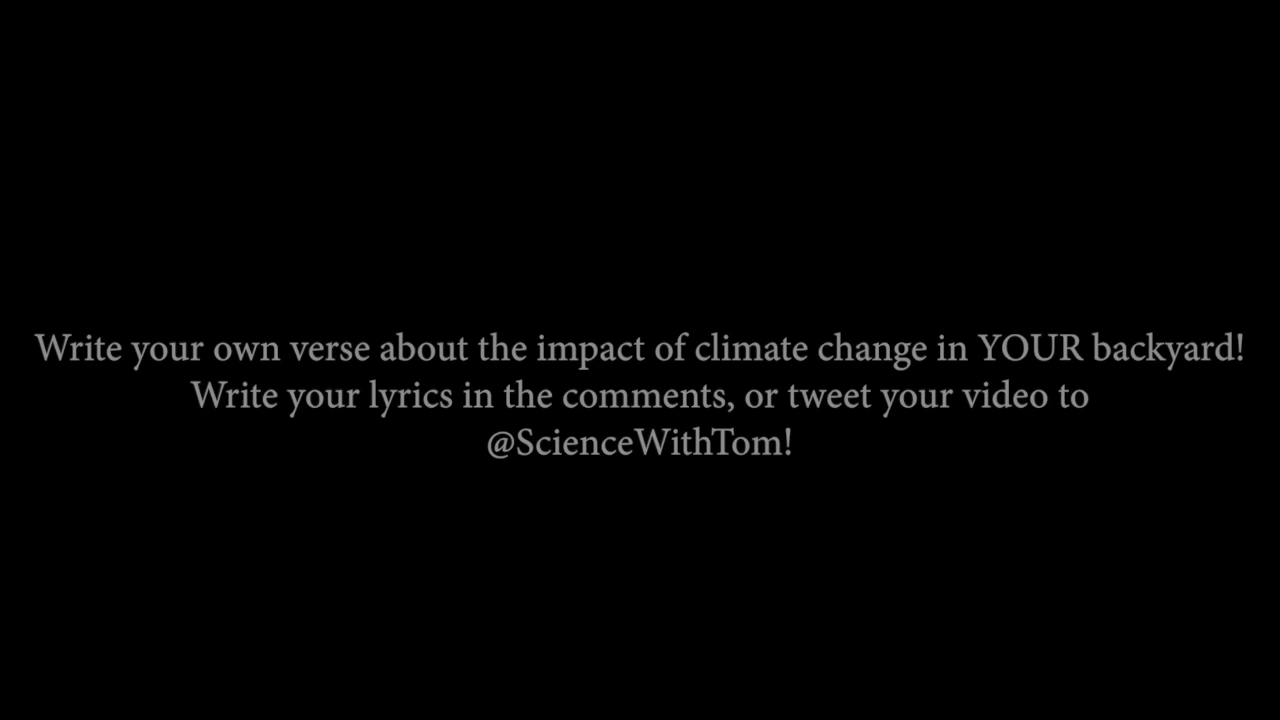 Write your own verse about the impact of climate change in YOUR backyard!
Write your lyrics in the comments, or tweet your video to
@ScienceWithTom!